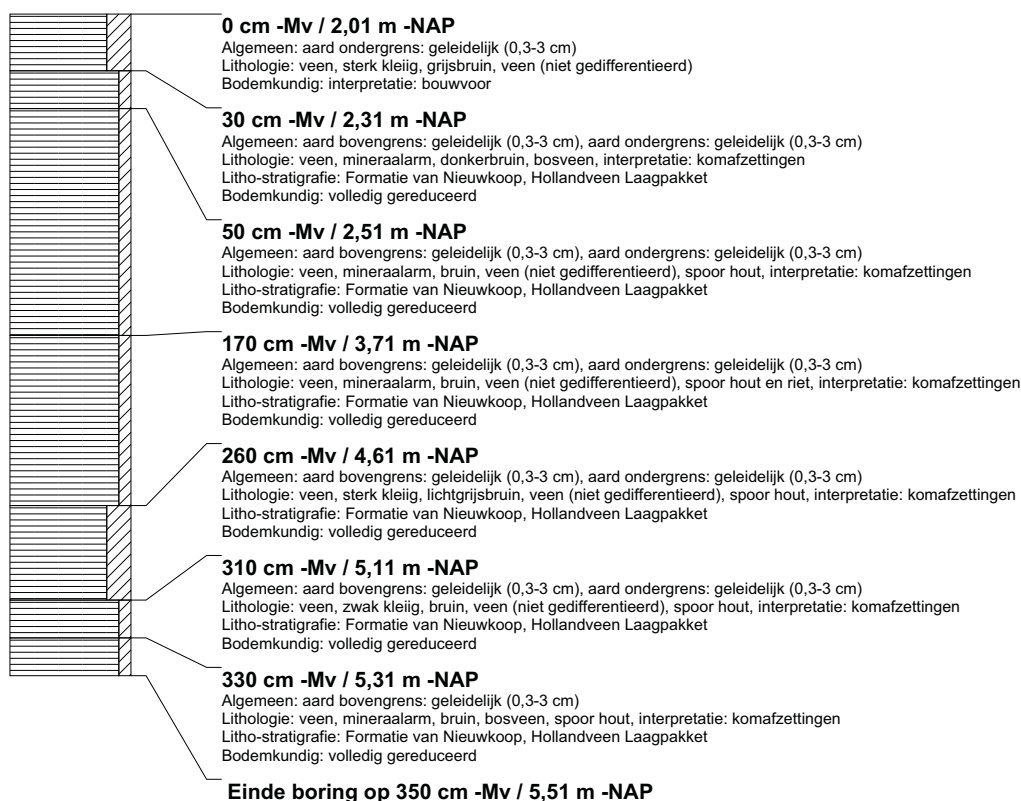 0 cm -Mv / 2,01 m -NAP
Algemeen: aard ondergrens: geleidelijk (0,3-3 cm)
Lithologie: veen, sterk kleiig, grijsbruin, veen (niet gedifferentieerd)
Bodemkundig: interpretatie: bouwvoor
30 cm -Mv / 2,31 m -NAP
Algemeen: aard bovengrens: geleidelijk (0,3-3 cm), aard ondergrens: geleidelijk (0,3-3 cm)
Lithologie: veen, mineraalarm, donkerbruin, bosveen, interpretatie: komafzettingen
Litho-stratigrafie: Formatie van Nieuwkoop, Hollandveen Laagpakket
Bodemkundig: volledig gereduceerd
50 cm -Mv / 2,51 m -NAP
Algemeen: aard bovengrens: geleidelijk (0,3-3 cm), aard ondergrens: geleidelijk (0,3-3 cm)
Lithologie: veen, mineraalarm, bruin, veen (niet gedifferentieerd), spoor hout, interpretatie: komafzettingen
Litho-stratigrafie: Formatie van Nieuwkoop, Hollandveen Laagpakket
Bodemkundig: volledig gereduceerd
170 cm -Mv / 3,71 m -NAP
Algemeen: aard bovengrens: geleidelijk (0,3-3 cm), aard ondergrens: geleidelijk (0,3-3 cm)
Lithologie: veen, mineraalarm, bruin, veen (niet gedifferentieerd), spoor hout en riet, interpretatie: komafzettingen
Litho-stratigrafie: Formatie van Nieuwkoop, Hollandveen Laagpakket
Bodemkundig: volledig gereduceerd
260 cm -Mv / 4,61 m -NAP
Algemeen: aard bovengrens: geleidelijk (0,3-3 cm), aard ondergrens: geleidelijk (0,3-3 cm)
Lithologie: veen, sterk kleiig, lichtgrijsbruin, veen (niet gedifferentieerd), spoor hout, interpretatie: komafzettingen
Litho-stratigrafie: Formatie van Nieuwkoop, Hollandveen Laagpakket
Bodemkundig: volledig gereduceerd
310 cm -Mv / 5,11 m -NAP
Algemeen: aard bovengrens: geleidelijk (0,3-3 cm), aard ondergrens: geleidelijk (0,3-3 cm)
Lithologie: veen, zwak kleiig, bruin, veen (niet gedifferentieerd), spoor hout, interpretatie: komafzettingen
Litho-stratigrafie: Formatie van Nieuwkoop, Hollandveen Laagpakket
Bodemkundig: volledig gereduceerd
330 cm -Mv / 5,31 m -NAP
Algemeen: aard bovengrens: geleidelijk (0,3-3 cm)
Lithologie: veen, mineraalarm, bruin, bosveen, spoor hout, interpretatie: komafzettingen
Litho-stratigrafie: Formatie van Nieuwkoop, Hollandveen Laagpakket
Bodemkundig: volledig gereduceerd
Einde boring op 350 cm -Mv / 5,51 m -NAP